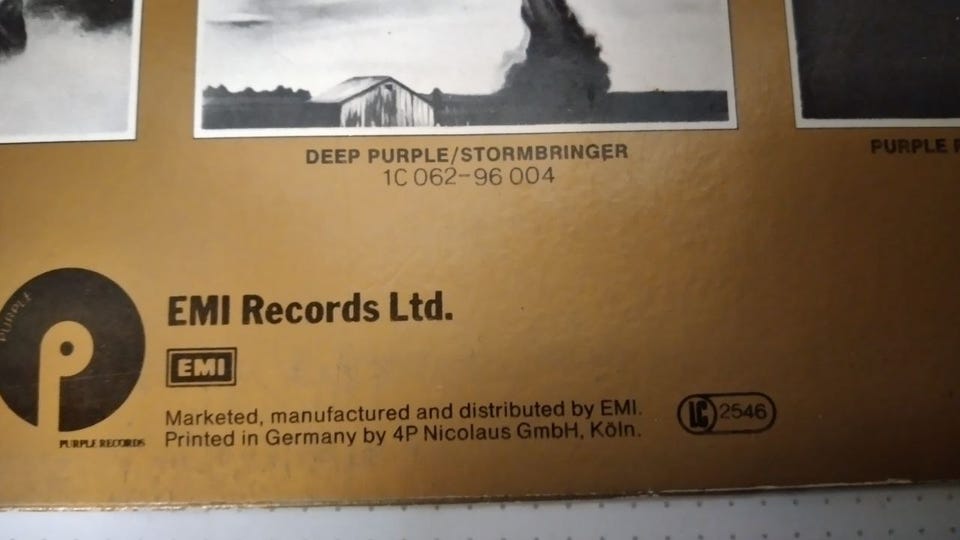 DEEP PURPLE/STORMBRINGER
1C 062-96 004
PURPLE
PURPLE
EMI Records Ltd.
EMI
Marketed, manufactured and distributed by EMI.
Printed in Germany by 4P Nicolaus GmbH, Köln.
LC 2546
PURPLE RECORDS